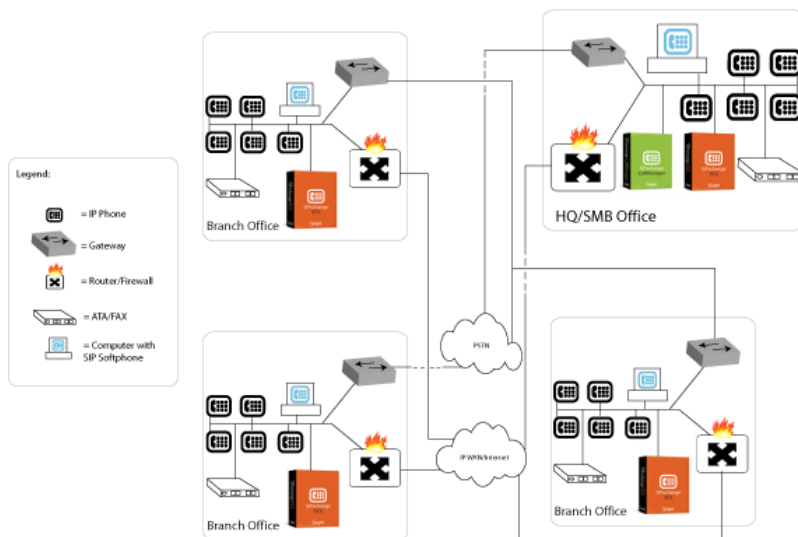 Branch Office
HQ/SMB Office
Legend:
= IP Phone
= Gateway
= Router/Firewall
= ATA/FAX
= Computer with
SIP Softphone
PSTN
IP WAN/Internet
Branch Office
Branch Office